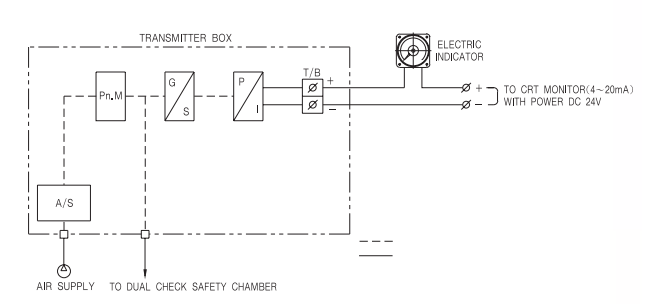 TRANSMITTER BOX
ELECTRIC
INDICATOR
T/B
+
G
S
P
I
Pn.M
−
+
−
TO CRT MONITOR(4~20mA)
WITH POWER DC 24V
A/S
AIR SUPPLY
TO DUAL CHECK SAFETY CHAMBER